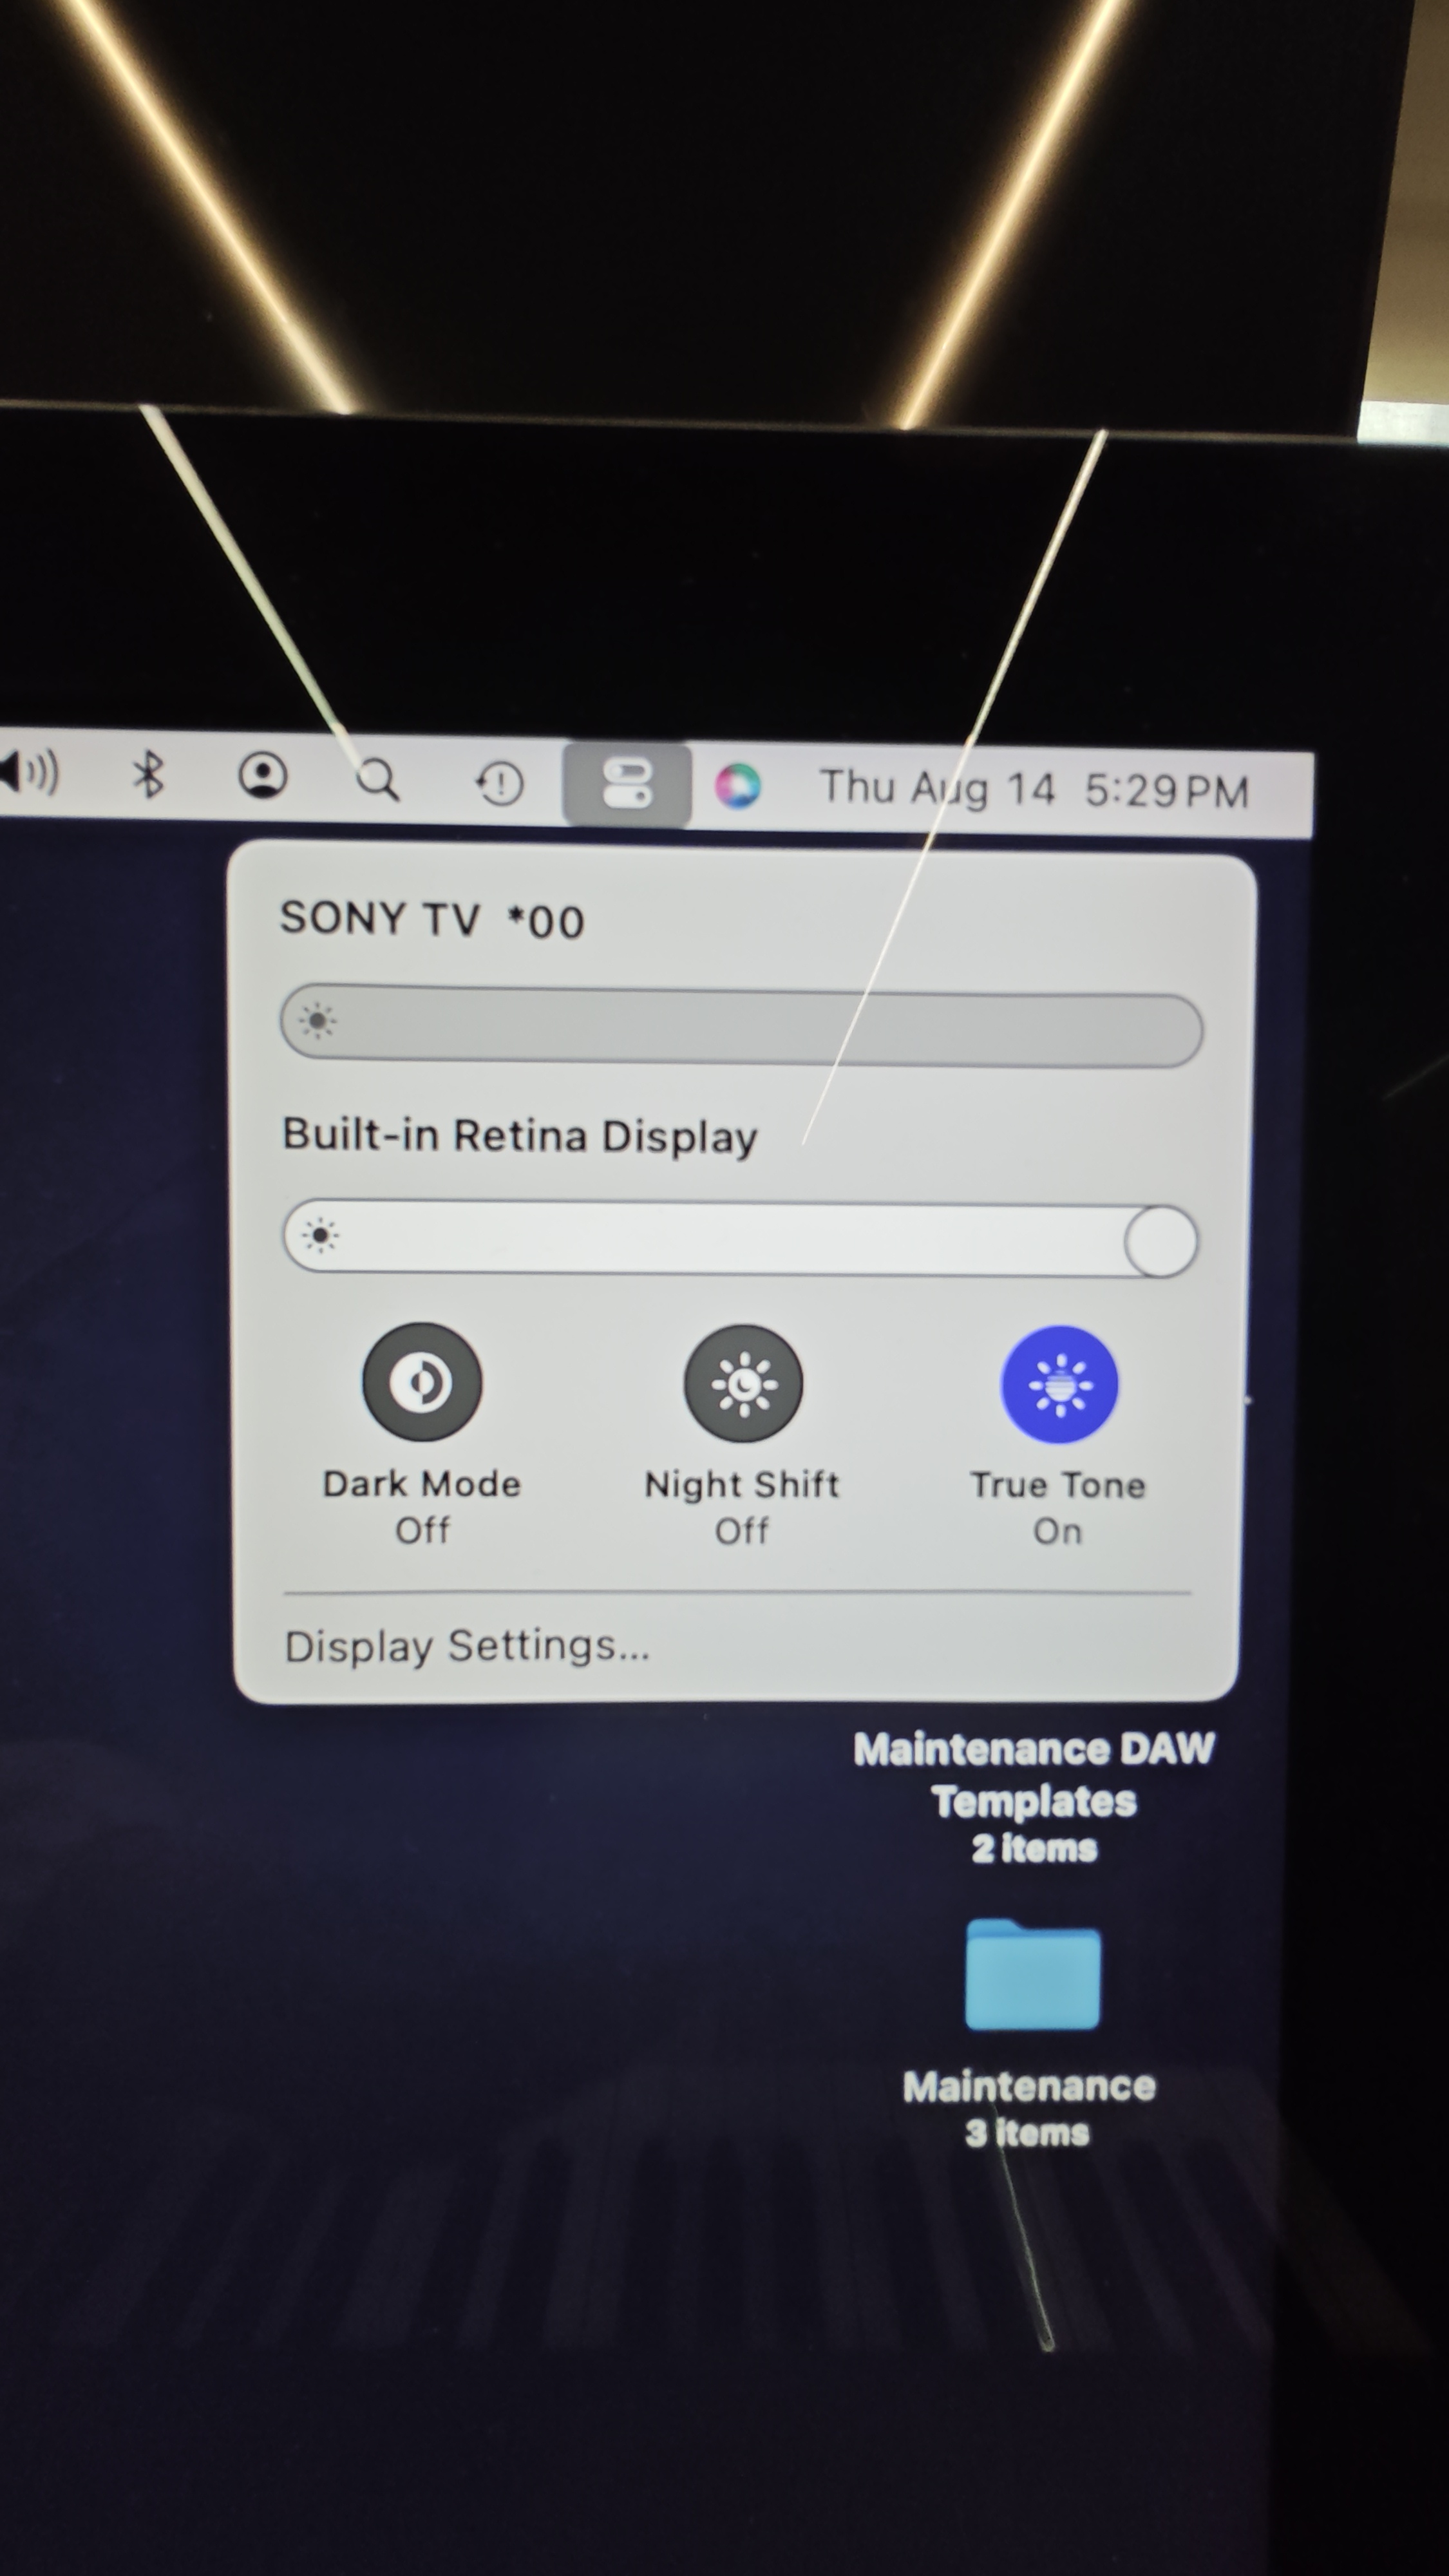 Thu Aug 14 5:29 PM
SONY TV *00
Built-in Retina Display
Dark Mode
Off
Night Shift
Off
True Tone
On
Display Settings...
Maintenance DAW
Templates
2 items
Maintenance
3 items